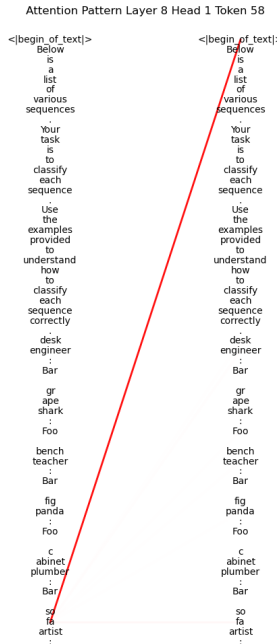 Attention Pattern Layer 8 Head 1 Token 58
<|begin_of_text|>
Below
is
a
list
of
various
sequences
.
Your
task
is
to
classify
each
sequence
.
Use
the
examples
provided
to
understand
how
to
classify
each
sequence
correctly
.
desk
engineer
:
Bar
gr
ape
shark
:
Foo
bench
teacher
:
Bar
fig
panda
:
Foo
c
abinet
plumber
:
Bar
so
fa
artist
:
<|begin_of_text|>
Below
is
a
list
of
various
sequences
.
Your
task
is
to
classify
each
sequence
.
Use
the
examples
provided
to
understand
how
to
classify
each
sequence
correctly
.
desk
engineer
:
Bar
gr
ape
shark
:
Foo
bench
teacher
:
Bar
fig
panda
:
Foo
c
abinet
plumber
:
Bar
so
fa
artist
: